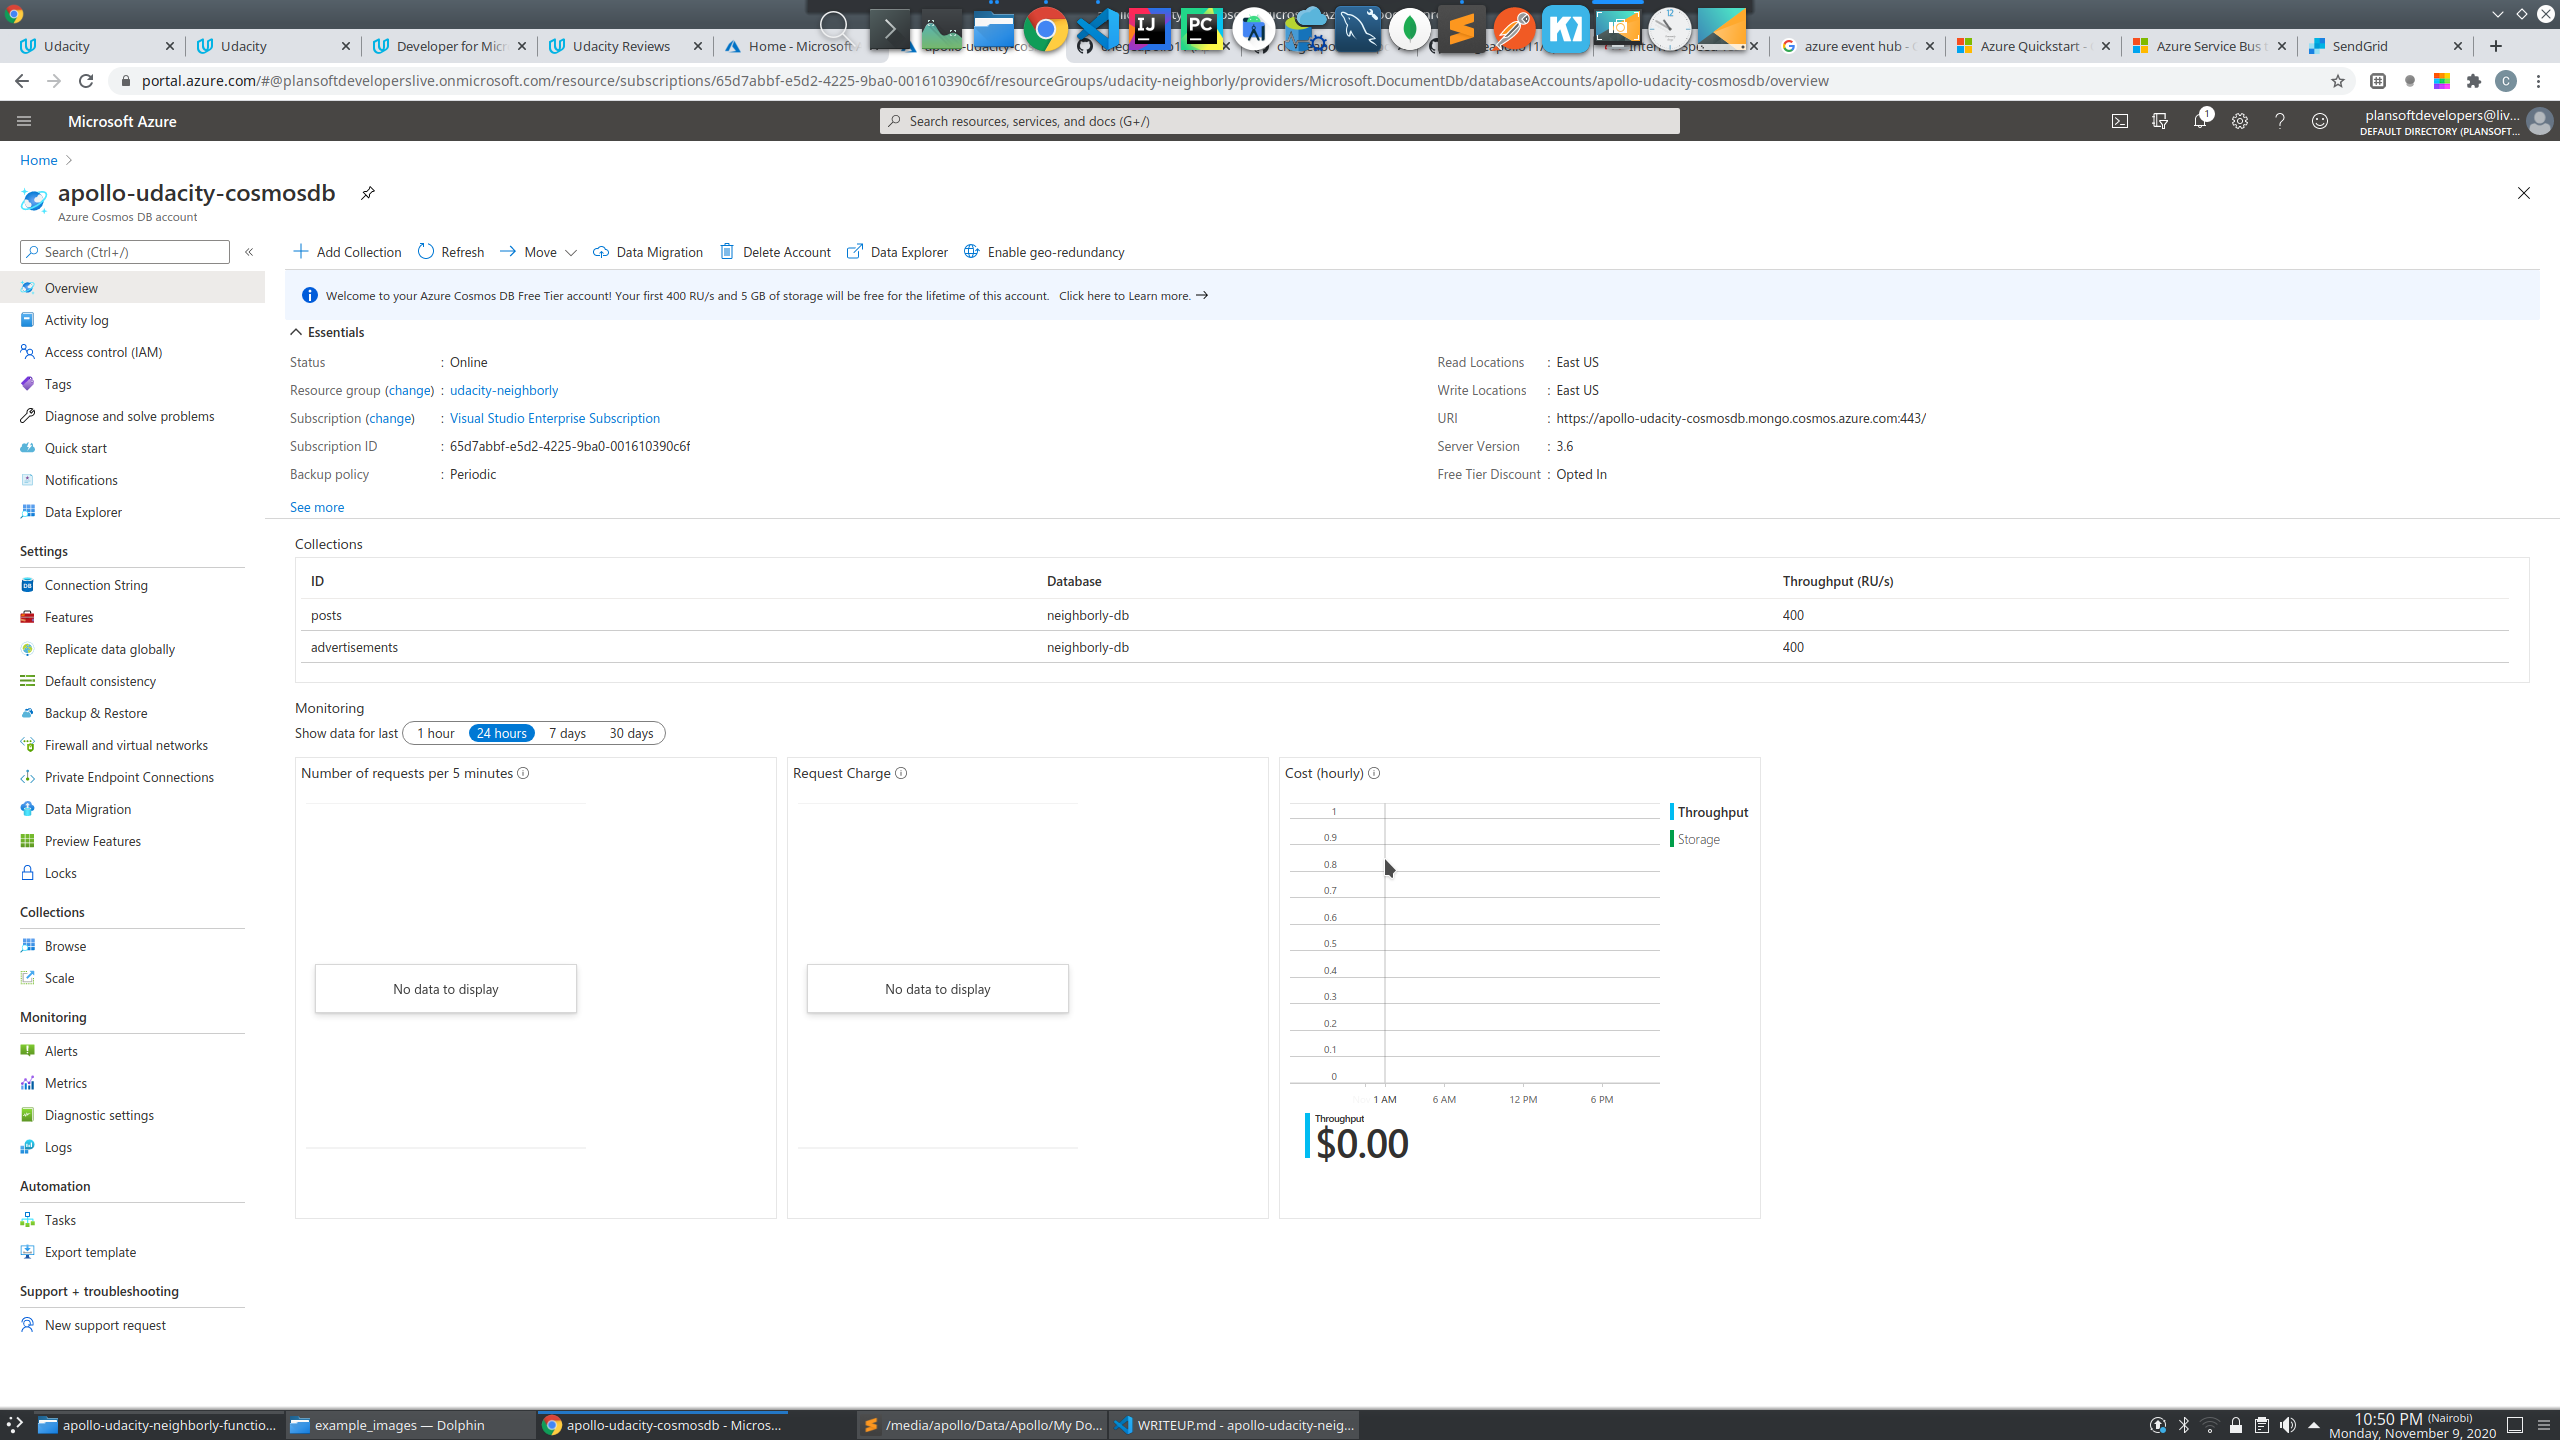 Udacity
Udacity
Developer for Micr
Udacity Reviews
Home - Microsoft
apollo-udacity-cos
azure event hub -
Azure Quickstart -
Azure Service Bus t
SendGrid
portal.azure.com/#@plansoftdeveloperslive.onmicrosoft.com/resource/subscriptions/65d7abbf-e5d2-4225-9ba0-001610390c6f/resourceGroups/udacity-neighborly/providers/Microsoft.DocumentDb/databaseAccounts/apollo-udacity-cosmosdb/overview
C
Microsoft Azure
Search resources, services, and docs (G+/)
1
plansoftdevelopers@liv...
DEFAULT DIRECTORY (PLANSOFT...
Home
apollo-udacity-cosmosdb
Azure Cosmos DB account
Search (Ctrl+/)
Add Collection
Refresh
Move
Data Migration
Delete Account
Data Explorer
Enable geo-redundancy
Welcome to your Azure Cosmos DB Free Tier account! Your first 400 RU/s and 5 GB of storage will be free for the lifetime of this account. Click here to Learn more.
Overview
Activity log
Access control (IAM)
Tags
Diagnose and solve problems
Quick start
Notifications
Data Explorer
Settings
Connection String
Features
Replicate data globally
Default consistency
Backup & Restore
Firewall and virtual networks
Private Endpoint Connections
Data Migration
Preview Features
Locks
Collections
Browse
Scale
Monitoring
Alerts
Metrics
Diagnostic settings
Logs
Automation
Tasks
Export template
Support + troubleshooting
New support request
Essentials
Status : Online
Resource group (change) : udacity-neighborly
Subscription (change) : Visual Studio Enterprise Subscription
Subscription ID : 65d7abbf-e5d2-4225-9ba0-001610390c6f
Backup policy : Periodic
See more
Read Locations : East US
Write Locations : East US
URI : https://apollo-udacity-cosmosdb.mongo.cosmos.azure.com:443/
Server Version : 3.6
Free Tier Discount : Opted In
Collections
ID Database Throughput (RU/s)
posts neighborly-db 400
advertisements neighborly-db 400
Monitoring
Show data for last 1 hour 24 hours 7 days 30 days
Number of requests per 5 minutes
No data to display
Request Charge
No data to display
Cost (hourly)
1
0.9
0.8
0.7
0.6
0.5
0.4
0.3
0.2
0.1
0
1 AM 6 AM 12 PM 6 PM
Throughput
Storage
Throughput
$0.00
apollo-udacity-neighborly-functio...
example_images — Dolphin
apollo-udacity-cosmosdb - Micros...
/media/apollo/Data/Apollo/My Do...
WRITEUP.md - apollo-udacity-neig...
10:50 PM (Nairobi)
Monday, November 9, 2020